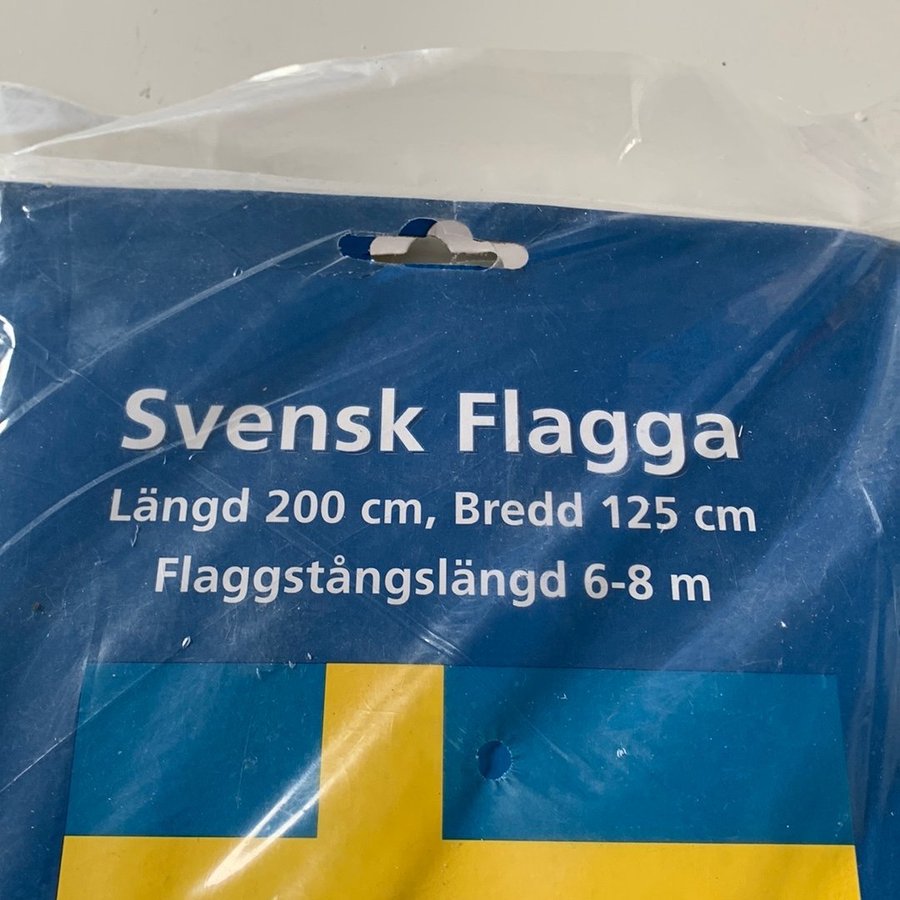 Svensk Flagga
Längd 200 cm, Bredd 125 cm
Flaggstångslängd 6-8 m